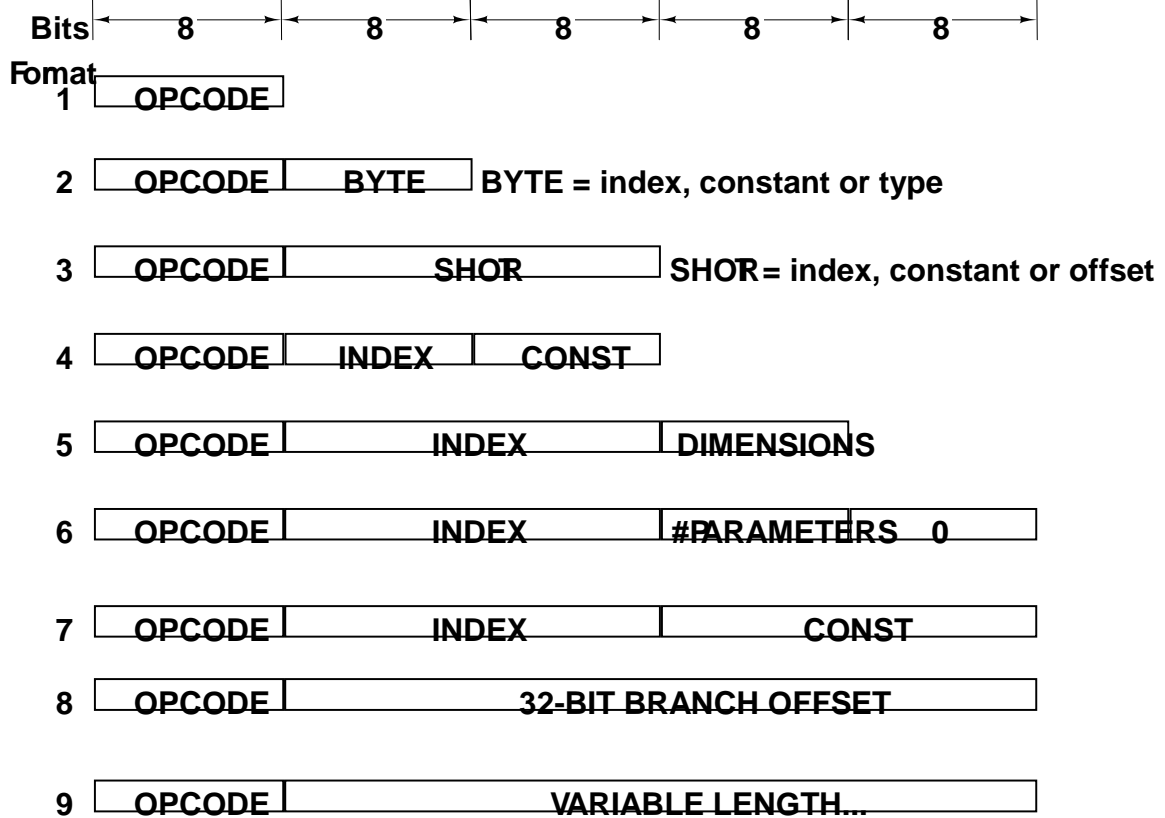 Bits 8 8 8 8 8
Fomat
1 OPCODE
2 OPCODE BYTE BYTE = index, constant or type
3 OPCODE SHOTR SHOTR = index, constant or offset
4 OPCODE INDEX CONST
5 OPCODE INDEX DIMENSIONS
6 OPCODE INDEX #PARAMETERS 0
7 OPCODE INDEX CONST
8 OPCODE 32-BIT BRANCH OFFSET
9 OPCODE VARIABLE LENGTH...